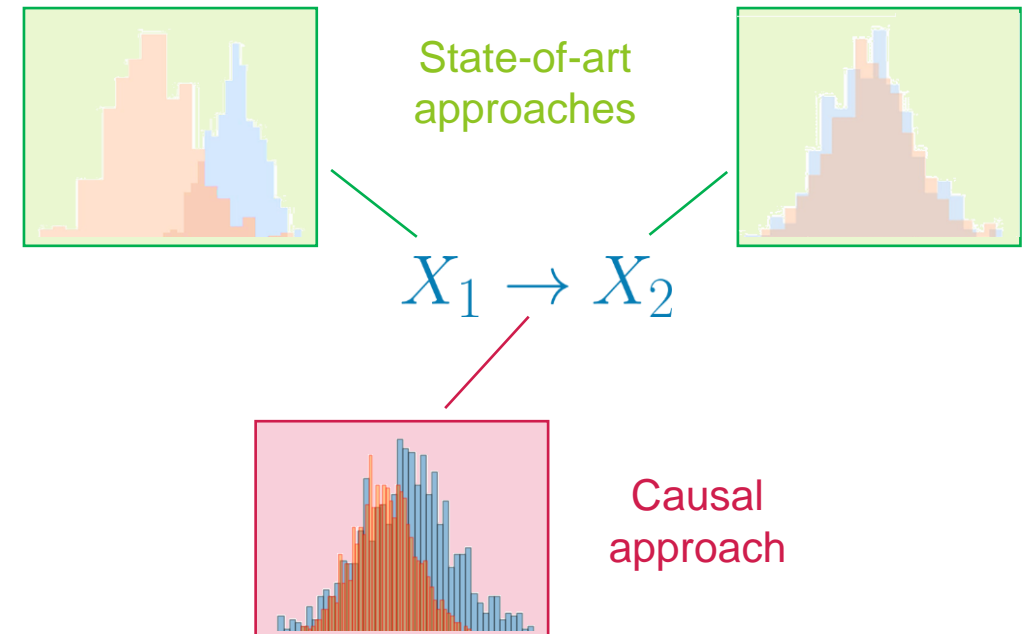 State-of-art
approaches
X₁ → X₂
Causal
approach